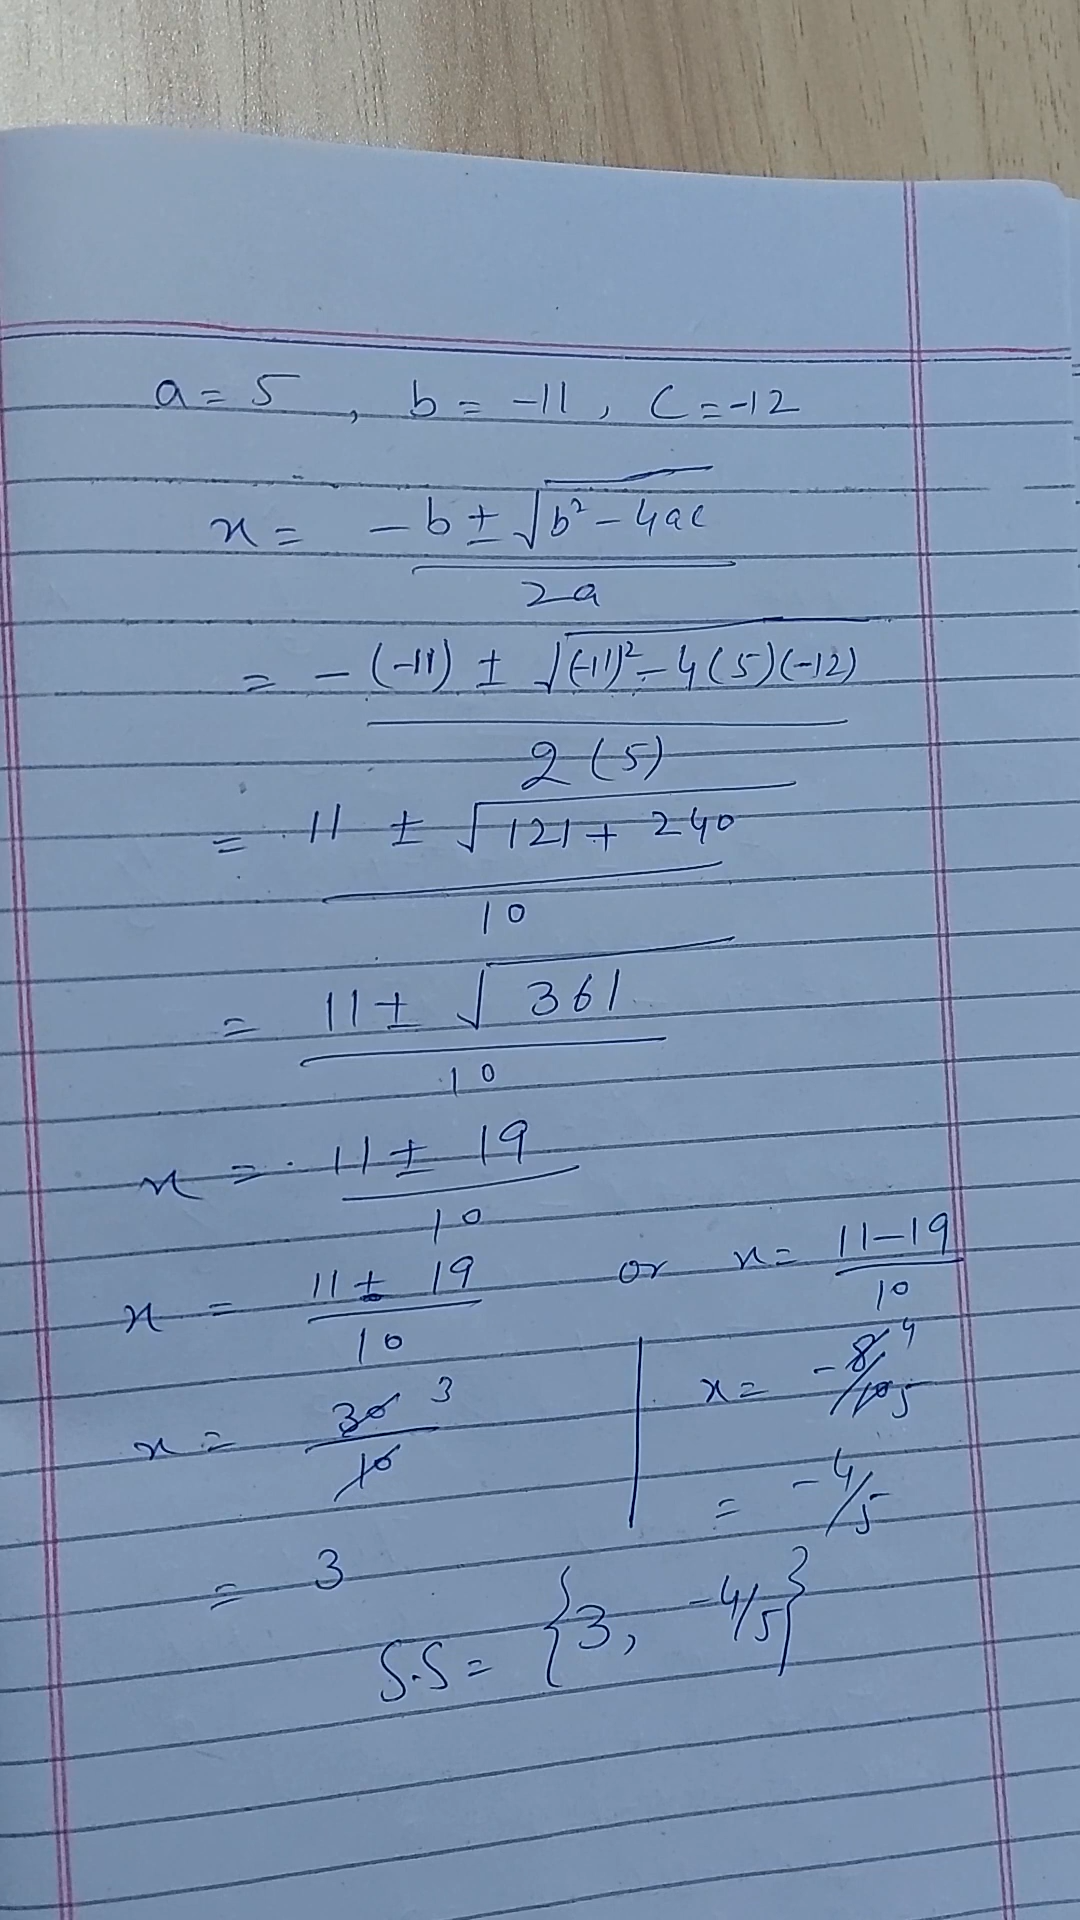 a = 5 , b = -11 , C = -12
x = -b ± √b² - 4ac
2a
= -(-11) ± √(-11)² - 4(5)(-12)
2(5)
= 11 ± √121 + 240
10
= 11 ± √361
10
x = 11 ± 19
10
x = 11 ± 19 or x = 11 - 19
10 10
x = 30 3 x = -8/10 4 5
10
= 3 = -4/5
S.S = {3, -4/5}